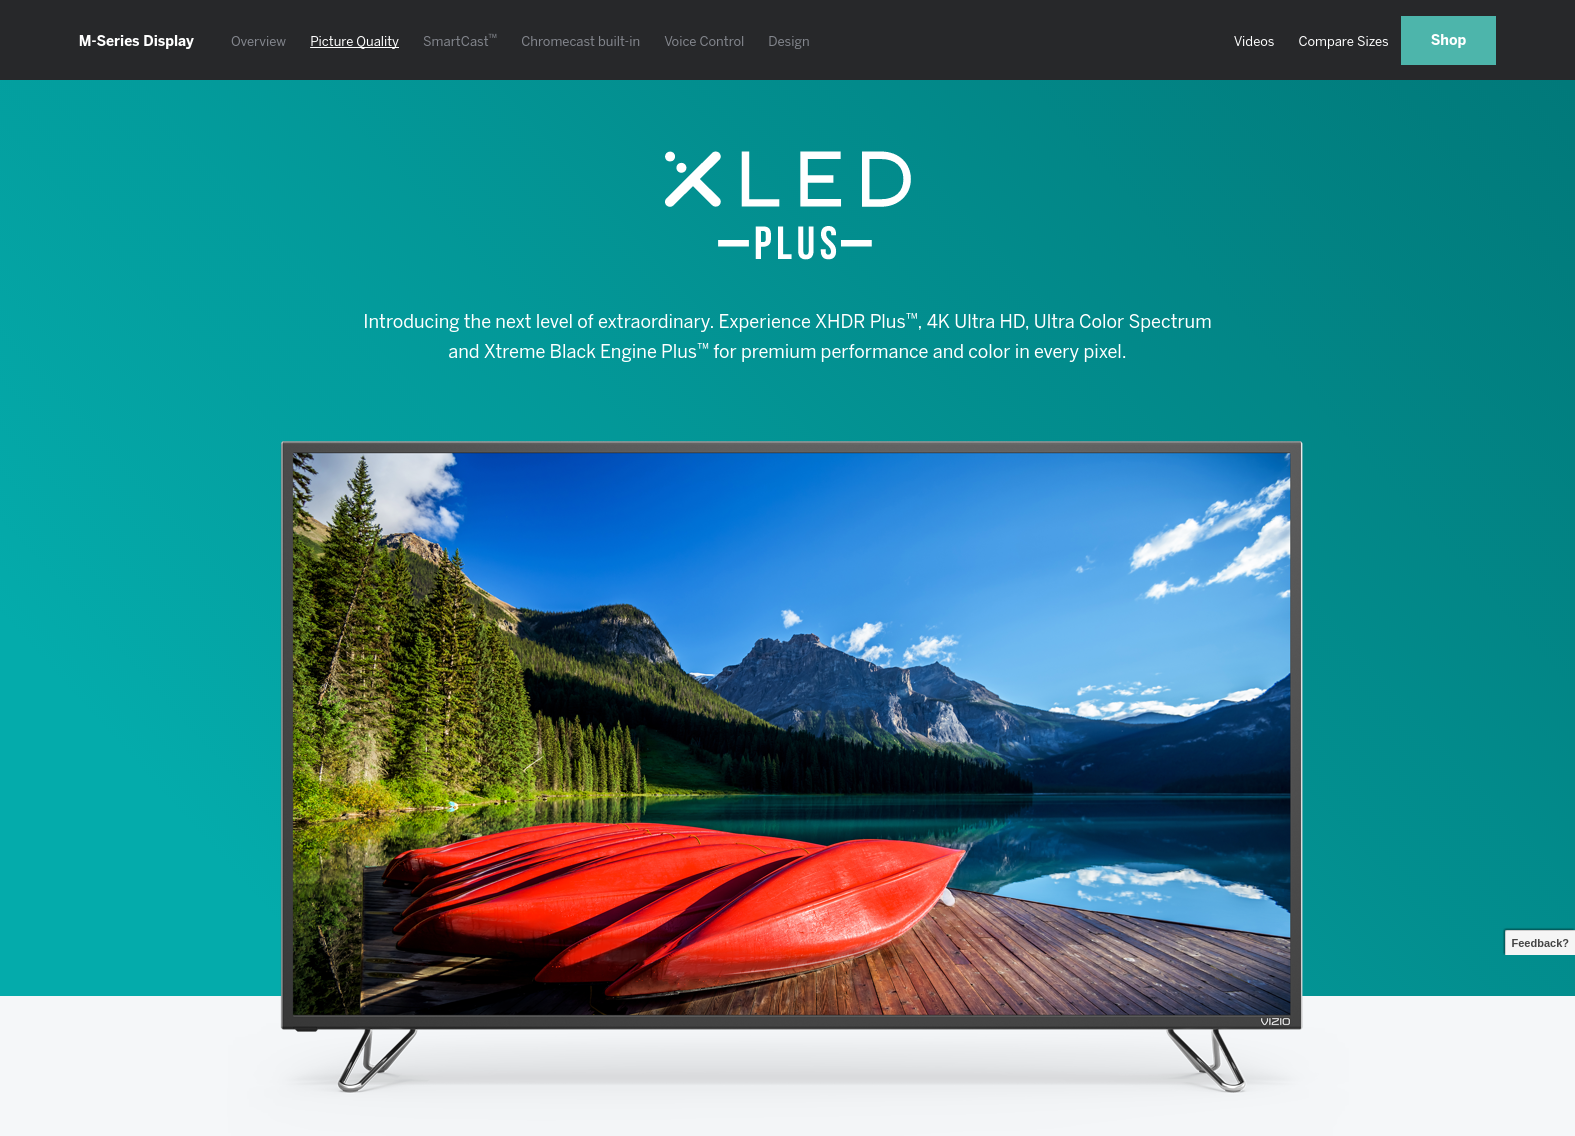 M-Series Display Overview Picture Quality SmartCast™ Chromecast built-in Voice Control Design Videos Compare Sizes Shop
XLED
PLUS
Introducing the next level of extraordinary. Experience XHDR Plus™, 4K Ultra HD, Ultra Color Spectrum
and Xtreme Black Engine Plus™ for premium performance and color in every pixel.
Feedback?
VIZIO